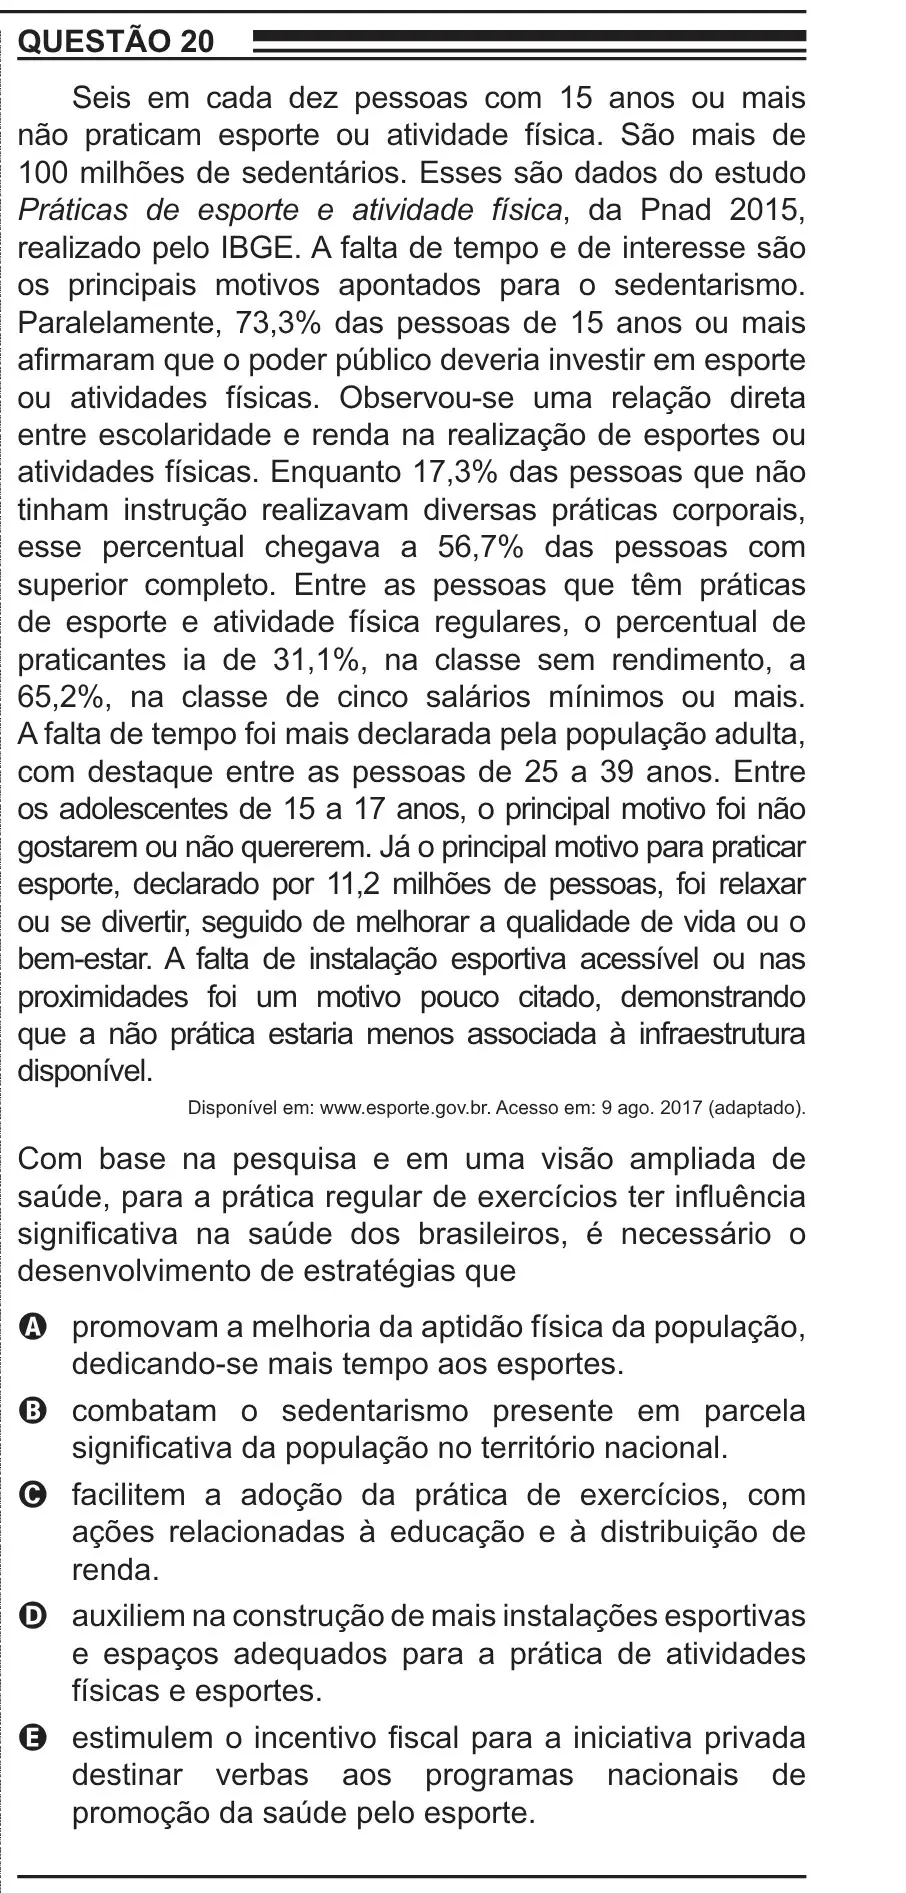 QUESTÃO 20
Seis em cada dez pessoas com 15 anos ou mais
não praticam esporte ou atividade física. São mais de
100 milhões de sedentários. Esses são dados do estudo
Práticas de esporte e atividade física, da Pnad 2015,
realizado pelo IBGE. A falta de tempo e de interesse são
os principais motivos apontados para o sedentarismo.
Paralelamente, 73,3% das pessoas de 15 anos ou mais
afirmaram que o poder público deveria investir em esporte
ou atividades físicas. Observou-se uma relação direta
entre escolaridade e renda na realização de esportes ou
atividades físicas. Enquanto 17,3% das pessoas que não
tinham instrução realizavam diversas práticas corporais,
esse percentual chegava a 56,7% das pessoas com
superior completo. Entre as pessoas que têm práticas
de esporte e atividade física regulares, o percentual de
praticantes ia de 31,1%, na classe sem rendimento, a
65,2%, na classe de cinco salários mínimos ou mais.
A falta de tempo foi mais declarada pela população adulta,
com destaque entre as pessoas de 25 a 39 anos. Entre
os adolescentes de 15 a 17 anos, o principal motivo foi não
gostarem ou não quererem. Já o principal motivo para praticar
esporte, declarado por 11,2 milhões de pessoas, foi relaxar
ou se divertir, seguido de melhorar a qualidade de vida ou o
bem-estar. A falta de instalação esportiva acessível ou nas
proximidades foi um motivo pouco citado, demonstrando
que a não prática estaria menos associada à infraestrutura
disponível.
Disponível em: www.esporte.gov.br. Acesso em: 9 ago. 2017 (adaptado).
Com base na pesquisa e em uma visão ampliada de
saúde, para a prática regular de exercícios ter influência
significativa na saúde dos brasileiros, é necessário o
desenvolvimento de estratégias que
A promovam a melhoria da aptidão física da população,
dedicando-se mais tempo aos esportes.
B combatam o sedentarismo presente em parcela
significativa da população no território nacional.
C facilitem a adoção da prática de exercícios, com
ações relacionadas à educação e à distribuição de
renda.
D auxiliem na construção de mais instalações esportivas
e espaços adequados para a prática de atividades
físicas e esportes.
E estimulem o incentivo fiscal para a iniciativa privada
destinar verbas aos programas nacionais de
promoção da saúde pelo esporte.